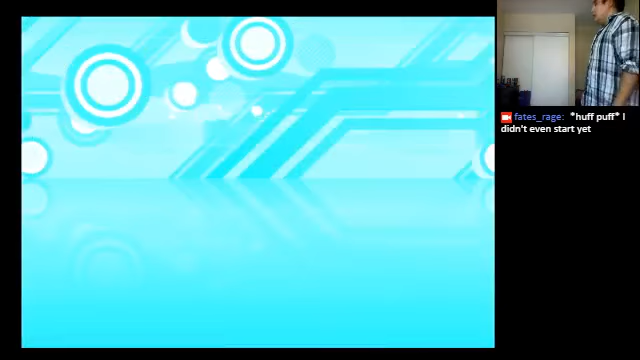 fates_rage: *huff puff* I
didn't even start yet